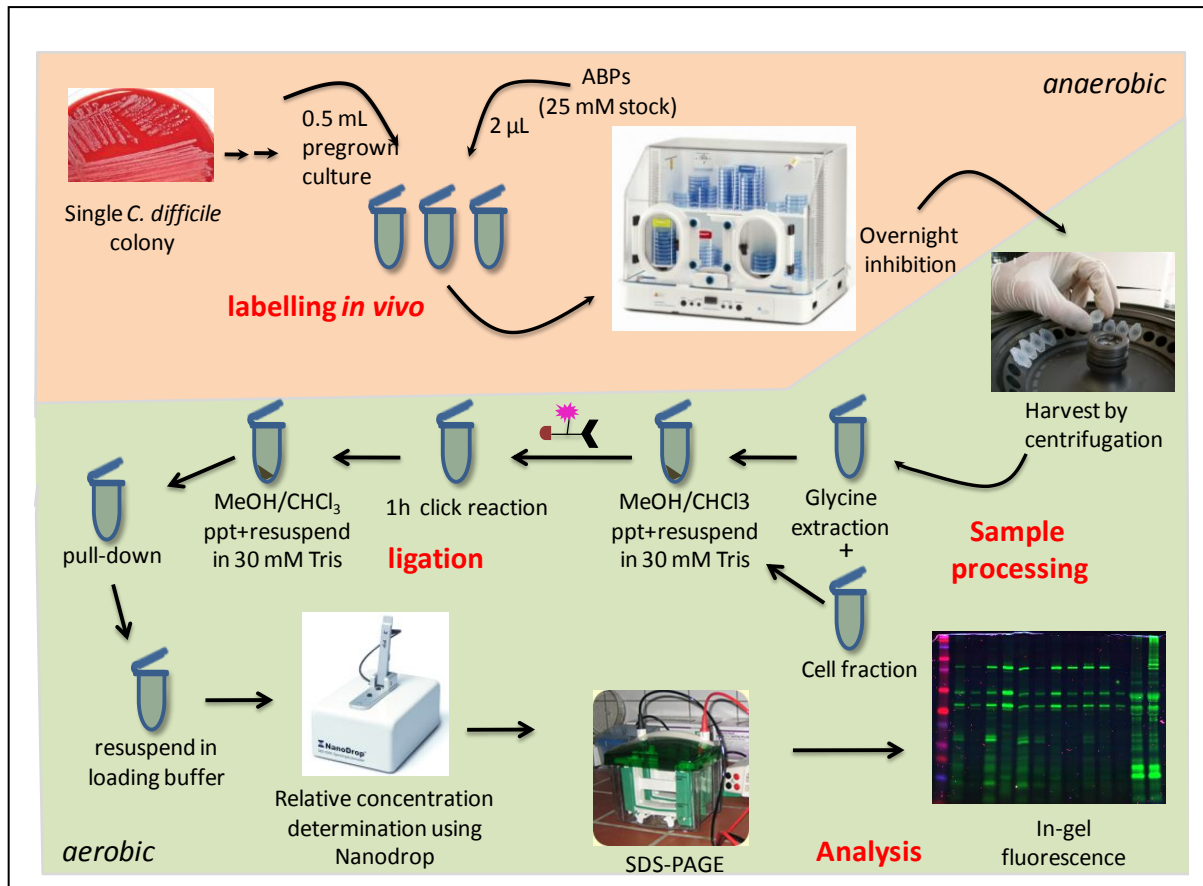 anaerobic
ABPs
(25 mM stock)
0.5 mL
pregrown
culture
2 µL
Single C. difficile
colony
labelling in vivo
Overnight
inhibition
Harvest by
centrifugation
Glycine
extraction
+
Cell fraction
Sample
processing
MeOH/CHCl3
ppt+resuspend
in 30 mM Tris
1h click reaction
ligation
MeOH/CHCl₃
ppt+resuspend
in 30 mM Tris
pull-down
resuspend in
loading buffer
NanoDrop
Relative concentration
determination using
Nanodrop
SDS-PAGE
Analysis
In-gel
fluorescence
aerobic